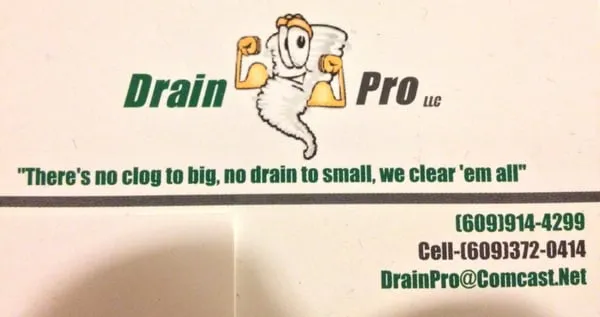 Drain Pro LLC
"There's no clog to big, no drain to small, we clear 'em all"
(609)914-4299
Cell-(609)372-0414
DrainPro@Comcast.Net